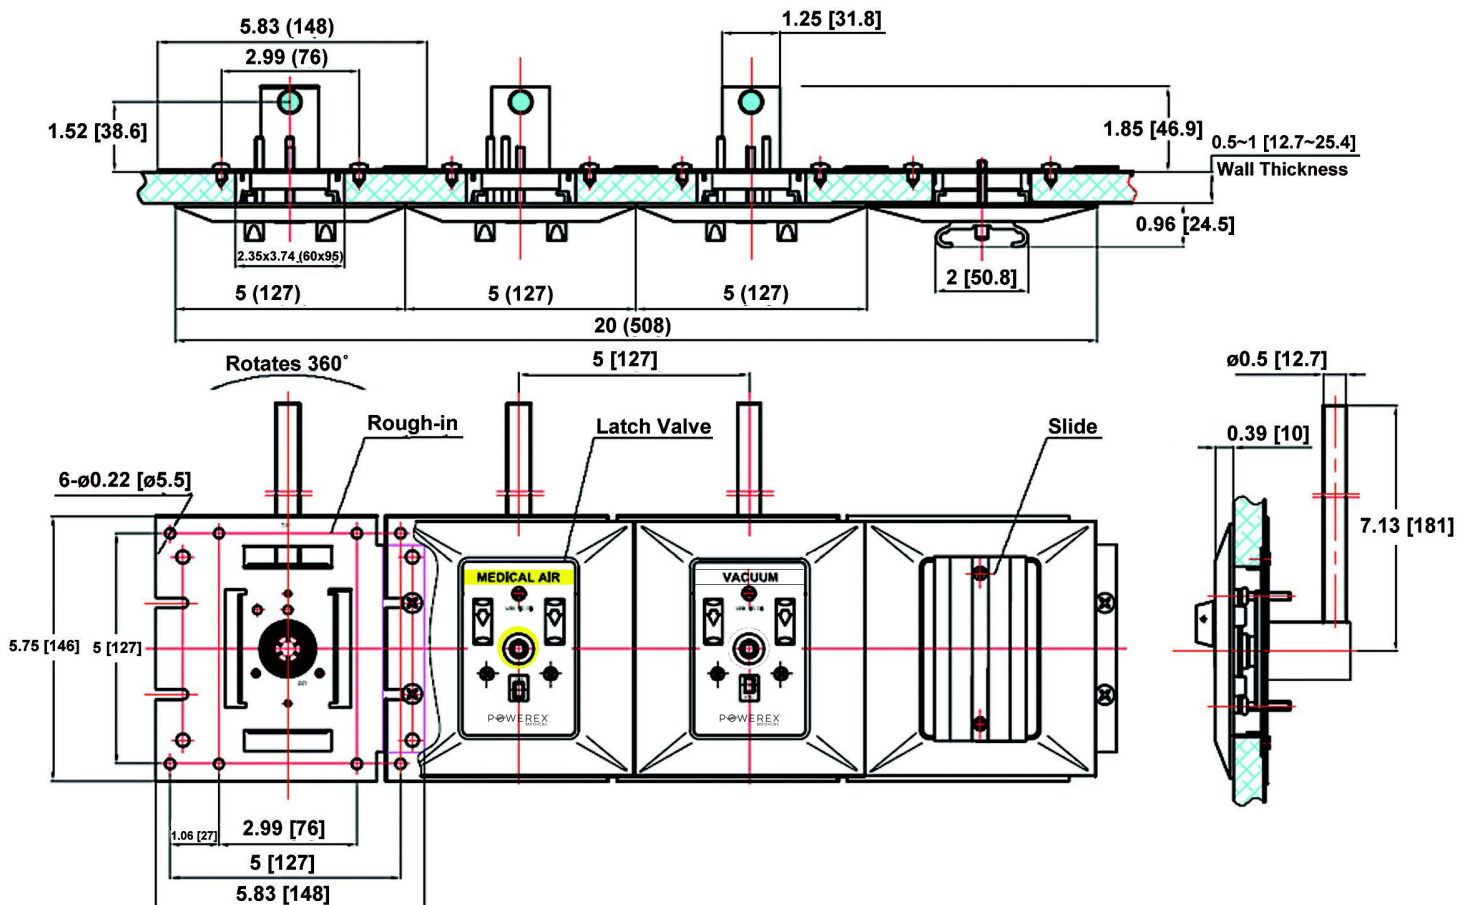 5.83 (148)
1.25 [31.8]
2.99 (76)
1.52 [38.6]
1.85 [46.9]
0.5~1 [12.7~25.4]
Wall Thickness
0.96 [24.5]
2.35x3.74 (60x95)
2 [50.8]
5 (127)
5 (127)
5 (127)
20 (508)
Rotates 360°
5 [127]
ø0.5 [12.7]
Rough-in
Latch Valve
Slide
0.39 [10]
6-ø0.22 [ø5.5]
7.13 [181]
MEDICAL AIR
VACUUM
5.75 [146]
5 [127]
POWEREX
MEDICAL
POWEREX
MEDICAL
1.06 [27]
2.99 [76]
5 [127]
5.83 [148]